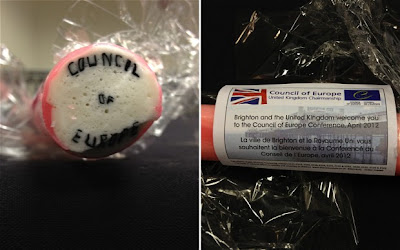 COUNCIL
OF
EUROPE
Council of Europe
United Kingdom Chairmanship
Brighton and the United Kingdom welcome you
to the Council of Europe Conference, April 2012
La ville de Brighton et le Royaume Uni vous
souhaitent la bienvenue à la Conférence du
Conseil de l'Europe, avril 2012